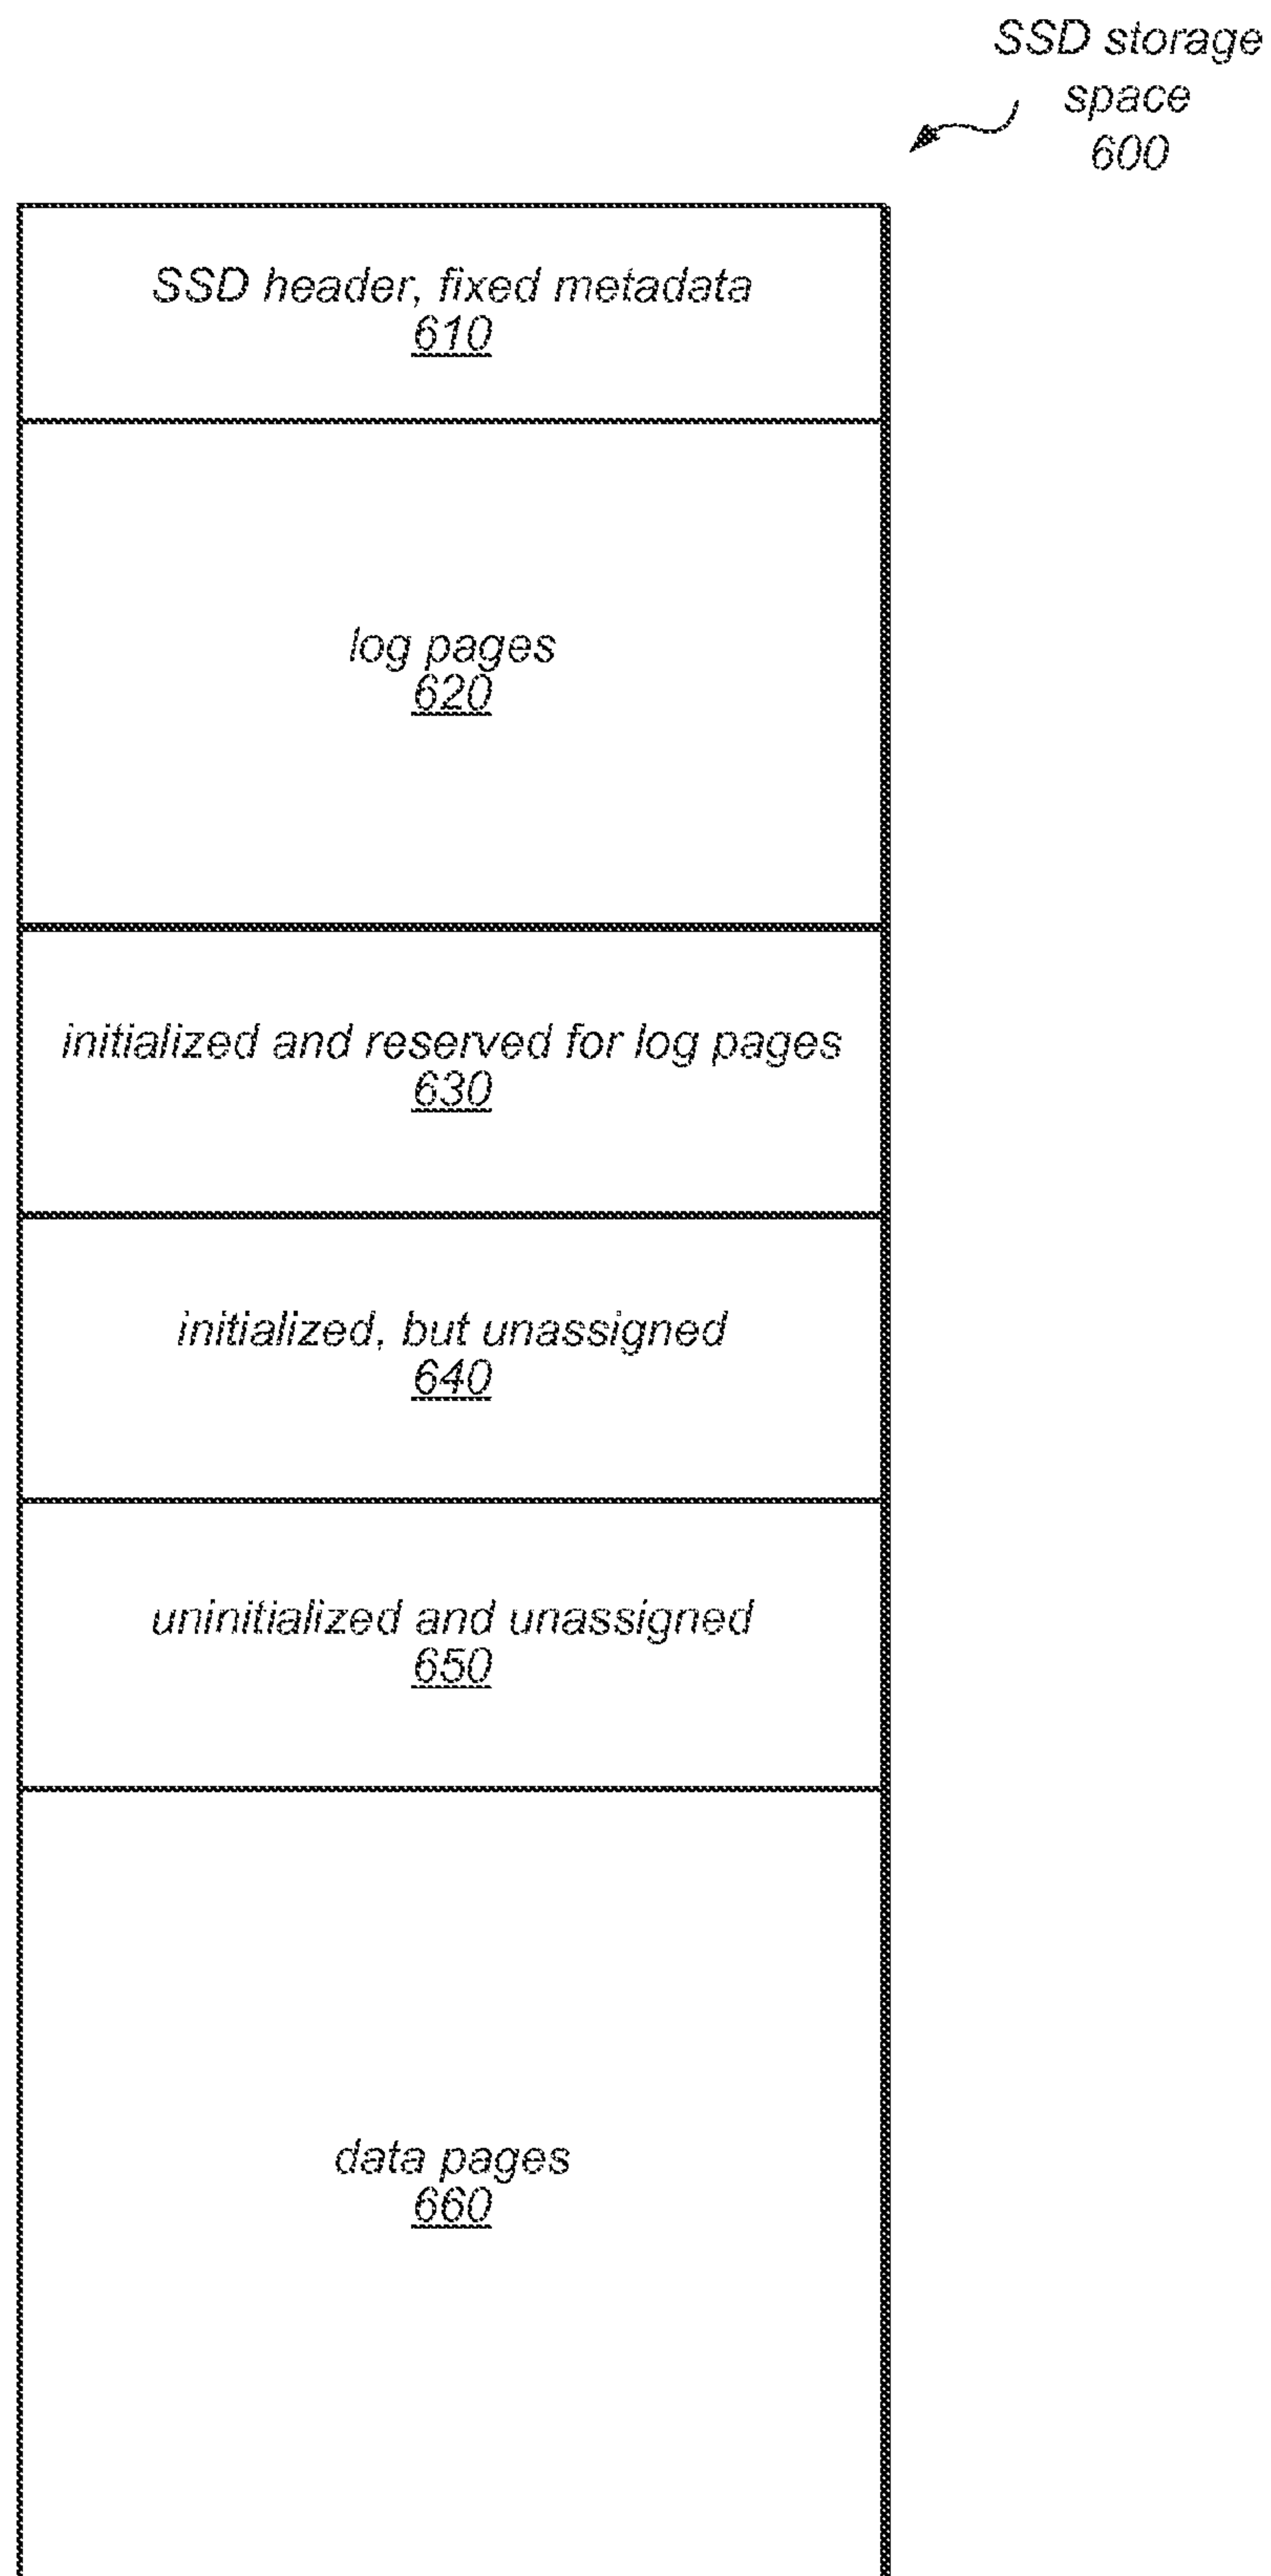 SSD storage
space
600
SSD header, fixed metadata
610
log pages
620
initialized and reserved for log pages
630
initialized, but unassigned
640
uninitialized and unassigned
650
data pages
660